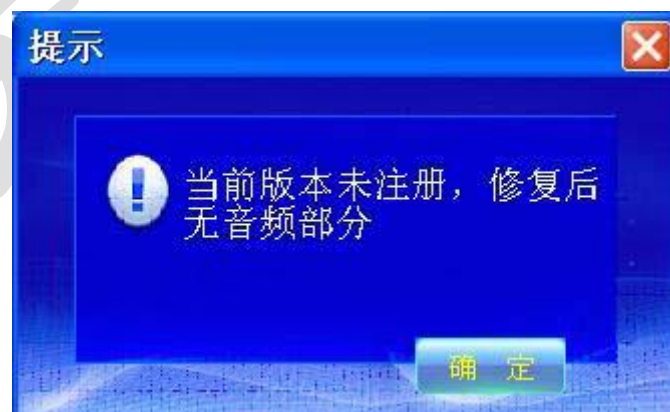 提示
当前版本未注册，修复后
无音频部分
确 定